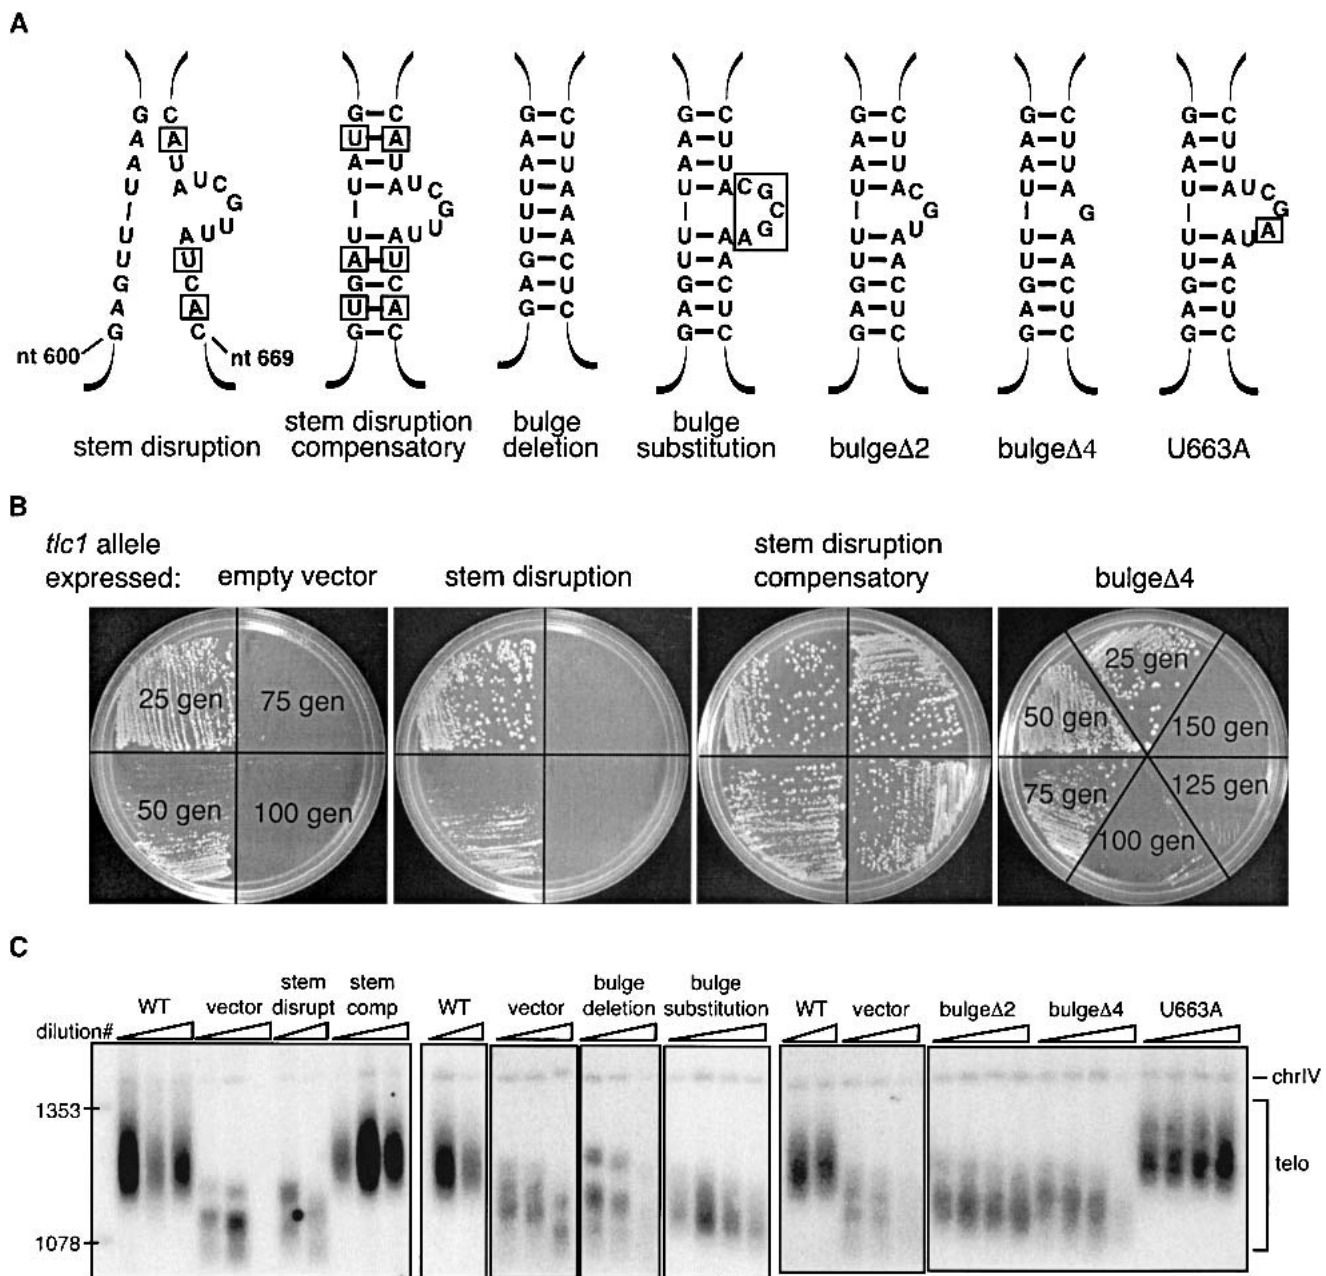 A
G C
A A
A U
U A U C G U U A
U
U U
G C
A A
G C
nt 600
nt 669
stem disruption
G C
U A
A U
U A U C G U U A
U
A U
G C
U A
G C
stem disruption
compensatory
G C
A U
A U
U A
U A
U A
G C
A U
G C
bulge
deletion
G C
A U
A U
U A C G C G A A
U
U A
G C
A U
G C
bulge
substitution
G C
A U
A U
U A C G U A
U
U A
G C
A U
G C
bulgeΔ2
G C
A U
A U
U A G
U A
U A
G C
A U
G C
bulgeΔ4
G C
A U
A U
U A U C G A U A
U
U A
G C
A U
G C
U663A
B
tlc1 allele
expressed:
empty vector
stem disruption
stem disruption
compensatory
bulgeΔ4
25 gen
75 gen
50 gen
100 gen
25 gen
50 gen
150 gen
75 gen
125 gen
100 gen
C
dilution#
WT
vector
stem
disrupt
stem
comp
WT
vector
bulge
deletion
bulge
substitution
WT
vector
bulgeΔ2
bulgeΔ4
U663A
1353
1078
chrIV
telo